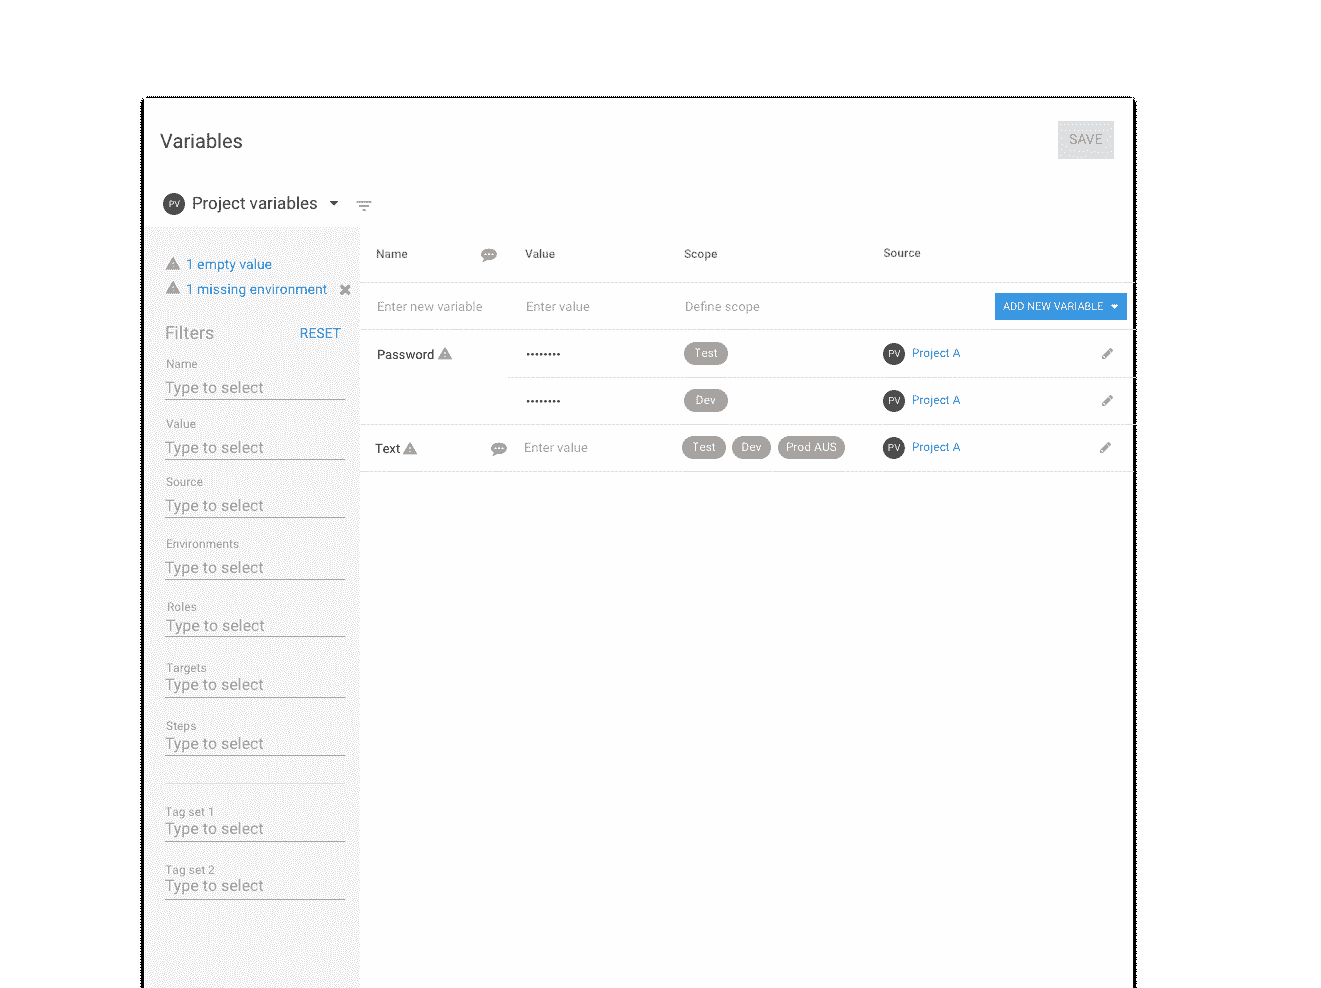 Variables
SAVE
PV Project variables
1 empty value
1 missing environment
Filters RESET
Name
Type to select
Value
Type to select
Source
Type to select
Environments
Type to select
Roles
Type to select
Targets
Type to select
Steps
Type to select
Tag set 1
Type to select
Tag set 2
Type to select
Name Value Scope Source
Enter new variable Enter value Define scope ADD NEW VARIABLE
Password •••••••• Test PV Project A
•••••••• Dev PV Project A
Text Enter value Test Dev Prod AUS PV Project A